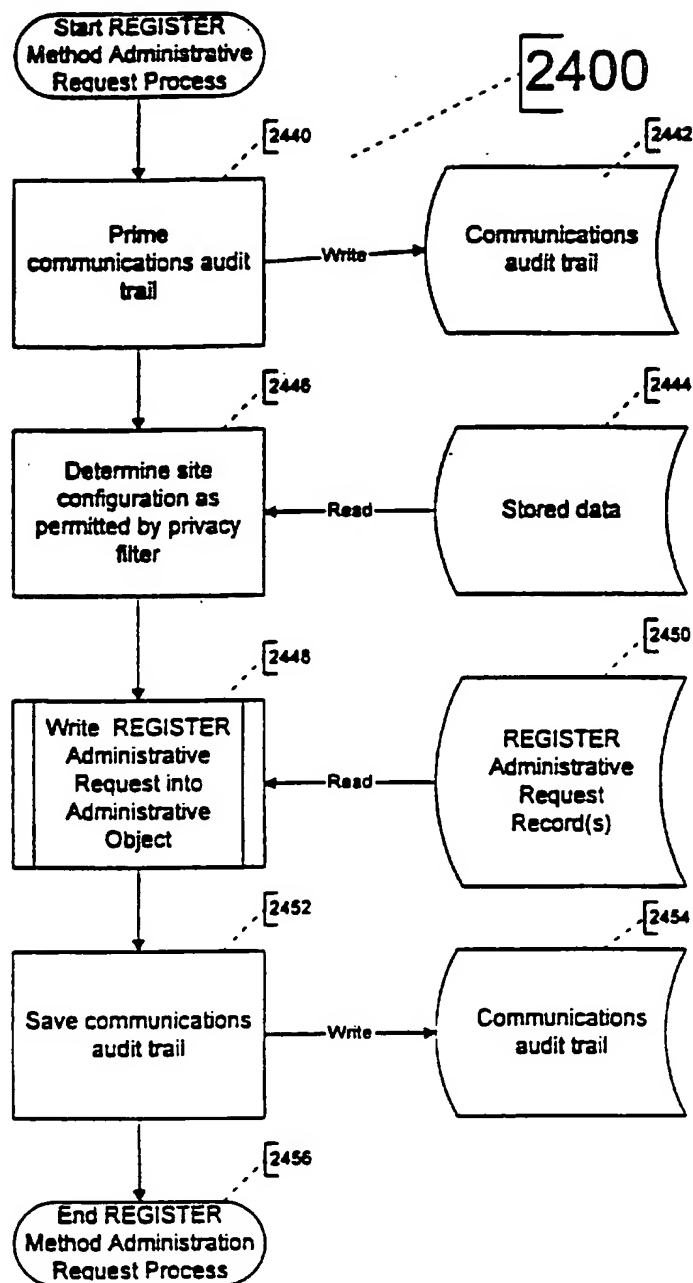 Start REGISTER
Method Administrative
Request Process
2400
2440
2442
Prime
communications audit
trail
Write
Communications
audit trail
2446
2444
Determine site
configuration as
permitted by privacy
filter
Read
Stored data
2448
2450
Write REGISTER
Administrative
Request into
Administrative
Object
Read
REGISTER
Administrative
Request
Record(s)
2452
2454
Save communications
audit trail
Write
Communications
audit trail
2456
End REGISTER
Method Administration
Request Process